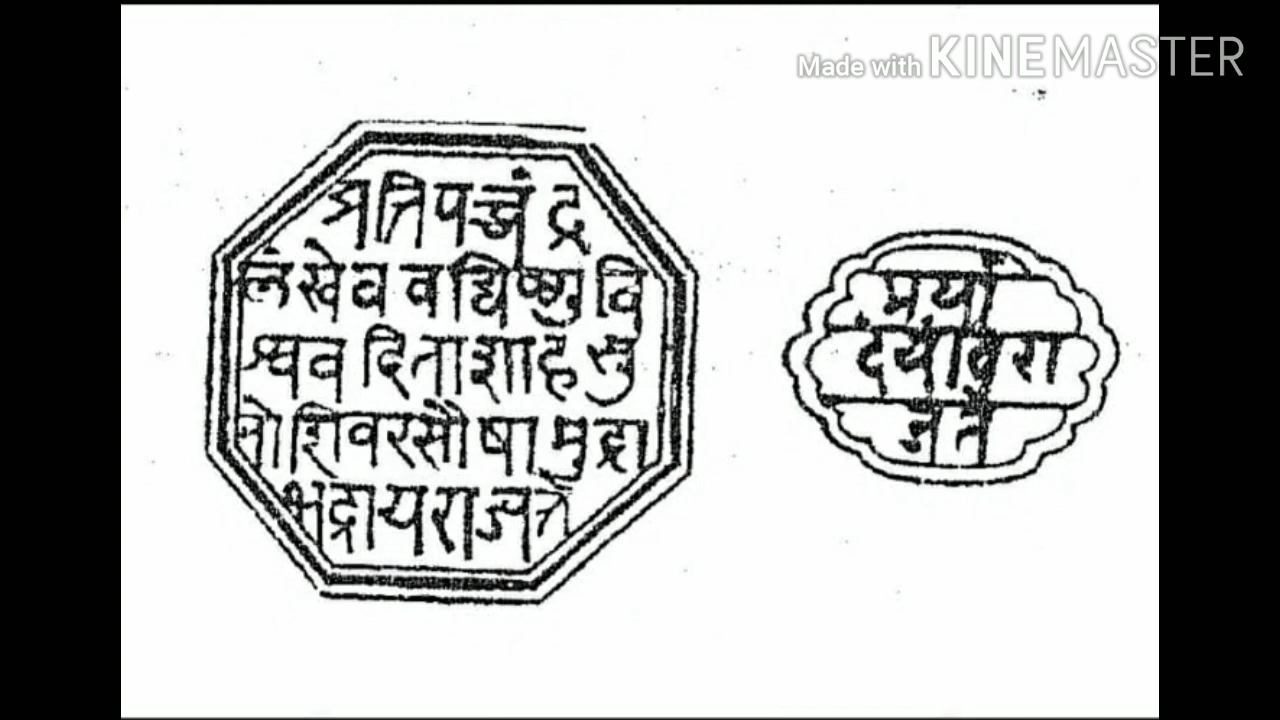 Made with KINEMASTER
प्रतिपच्चंद्र
लेखेव वर्धिष्णुवि
श्ववंदिता शाहसू
नोः शिवस्यैषा मुद्रा
भद्राय राजते
मर्या
देयं विरा
जते